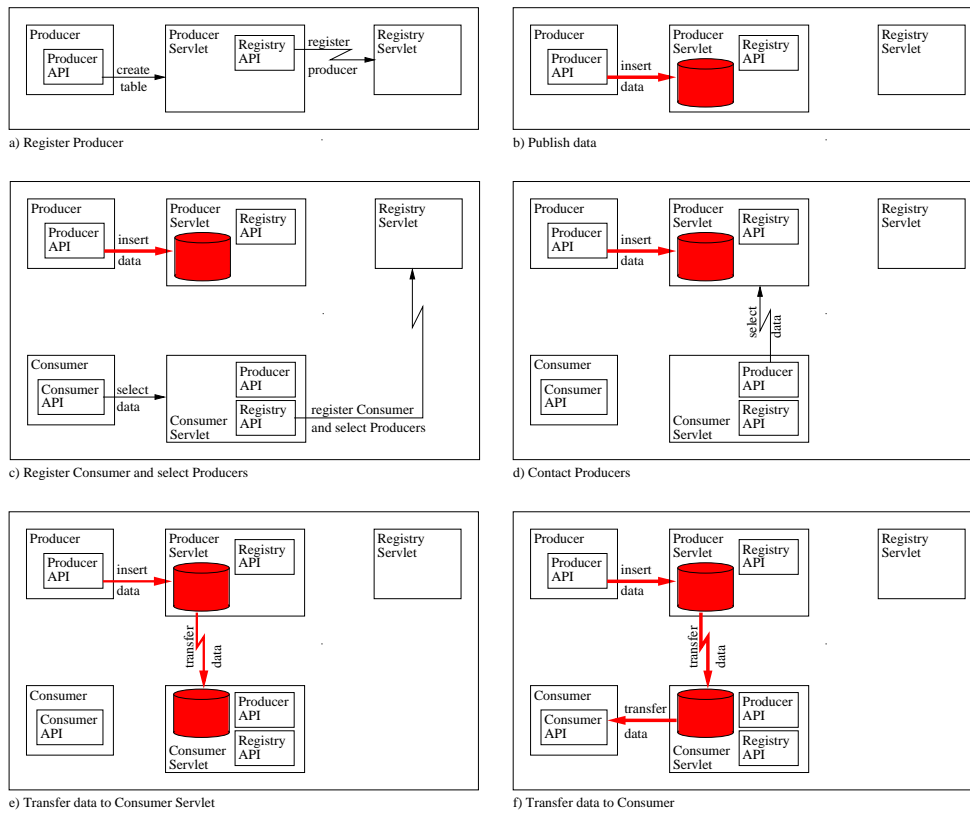 Producer
Producer
API
create
table
Producer
Servlet
Registry
API
register
producer
Registry
Servlet
a) Register Producer
Producer
Producer
API
insert
data
Producer
Servlet
Registry
API
Registry
Servlet
b) Publish data
Producer
Producer
API
insert
data
Producer
Servlet
Registry
API
Registry
Servlet
Consumer
Consumer
API
select
data
Producer
API
Registry
API
Consumer
Servlet
register Consumer
and select Producers
c) Register Consumer and select Producers
Producer
Producer
API
insert
data
Producer
Servlet
Registry
API
Registry
Servlet
select
data
Consumer
Consumer
API
Producer
API
Registry
API
Consumer
Servlet
d) Contact Producers
Producer
Producer
API
insert
data
Producer
Servlet
Registry
API
Registry
Servlet
transfer
data
Consumer
Consumer
API
Producer
API
Registry
API
Consumer
Servlet
e) Transfer data to Consumer Servlet
Producer
Producer
API
insert
data
Producer
Servlet
Registry
API
Registry
Servlet
transfer
data
Consumer
Consumer
API
transfer
data
Producer
API
Registry
API
Consumer
Servlet
f) Transfer data to Consumer